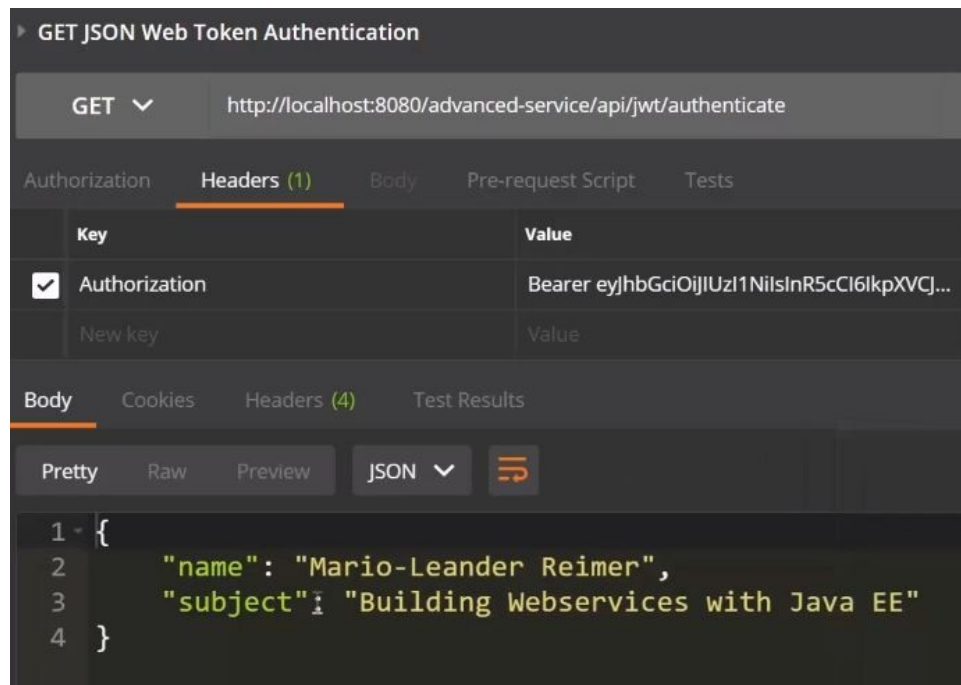 GET JSON Web Token Authentication
GET http://localhost:8080/advanced-service/api/jwt/authenticate
Authorization Headers (1) Body Pre-request Script Tests
Key Value
Authorization Bearer eyJhbGciOiJIUzI1NiIsInR5cCI6IkpXVCJ...
New key Value
Body Cookies Headers (4) Test Results
Pretty Raw Preview JSON
1 {
2 "name": "Mario-Leander Reimer",
3 "subject": "Building Webservices with Java EE"
4 }